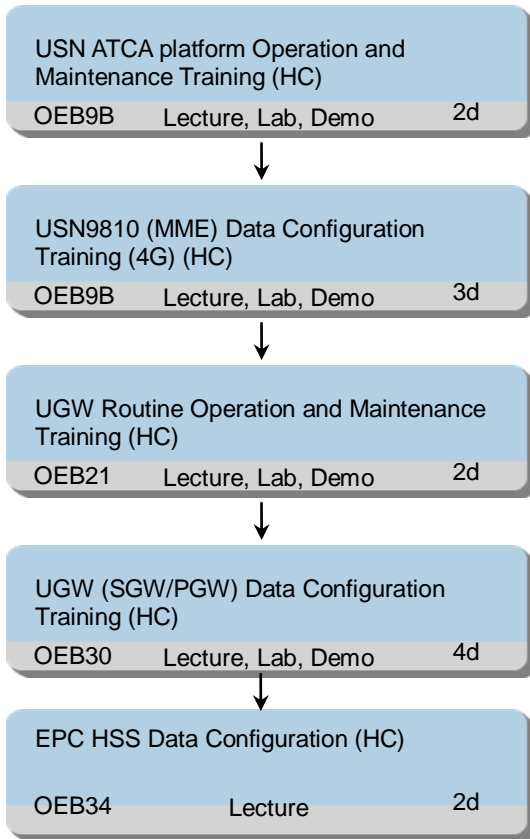 USN ATCA platform Operation and
Maintenance Training (HC)
OEB9B Lecture, Lab, Demo 2d
USN9810 (MME) Data Configuration
Training (4G) (HC)
OEB9B Lecture, Lab, Demo 3d
UGW Routine Operation and Maintenance
Training (HC)
OEB21 Lecture, Lab, Demo 2d
UGW (SGW/PGW) Data Configuration
Training (HC)
OEB30 Lecture, Lab, Demo 4d
EPC HSS Data Configuration (HC)
OEB34 Lecture 2d